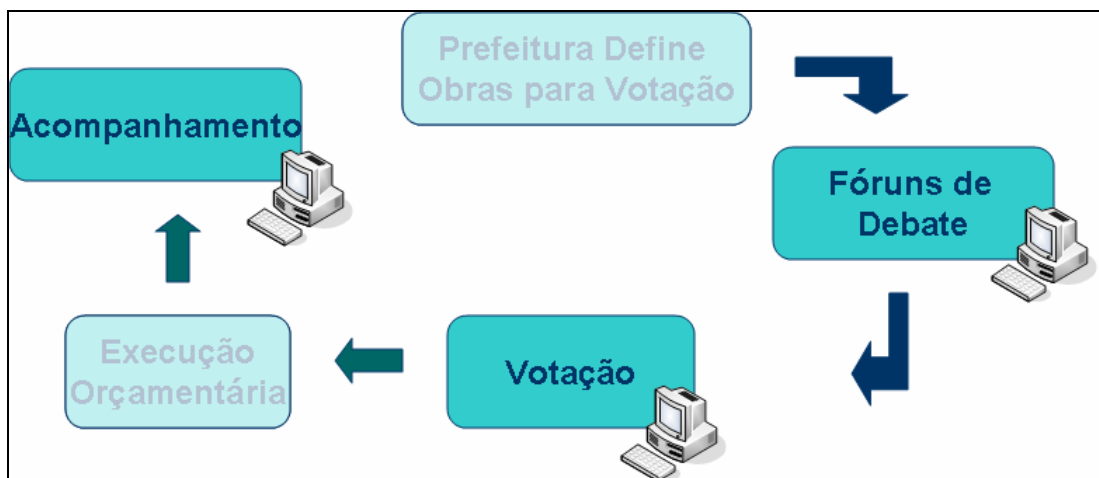 Prefeitura Define
Obras para Votação
Fóruns de
Debate
Votação
Execução
Orçamentária
Acompanhamento